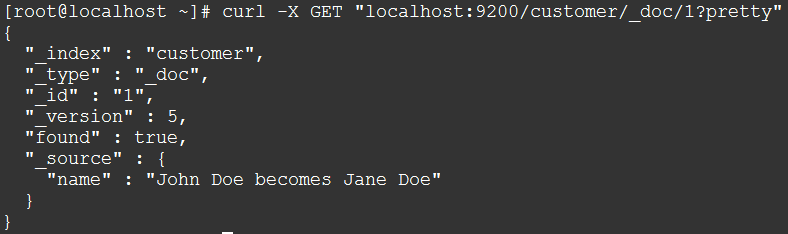 [root@localhost ~]# curl -X GET "localhost:9200/customer/_doc/1?pretty"
{
  "_index" : "customer",
  "_type" : "_doc",
  "_id" : "1",
  "_version" : 5,
  "found" : true,
  "_source" : {
    "name" : "John Doe becomes Jane Doe"
  }
}